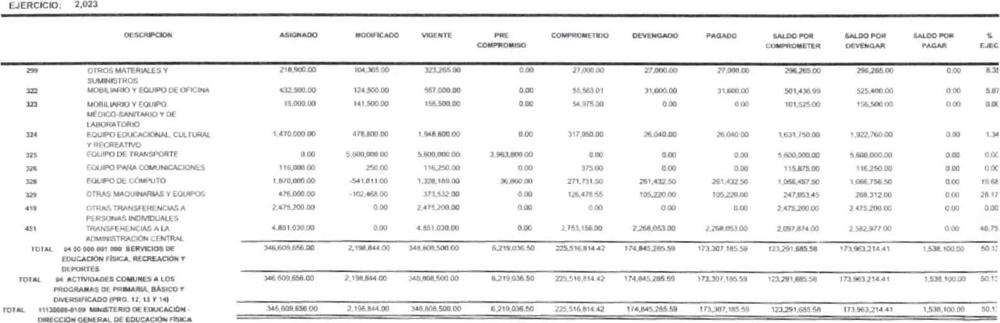 EJERCICIO: 2,023
DESCRIPCION ASIGNADO MODIFICADO VIGENTE PRE COMPROMETIDO DEVENGADO PAGADO SALDO POR SALDO POR SALDO POR %
COMPROMISO COMPROMETER DEVENGAR PAGAR EJEC
299 OTROS MATERIALES Y 218,900.00 104,365.00 323,265.00 0.00 27,000.00 27,000.00 27,000.00 296,265.00 296,265.00 0.00 8.35
SUMINISTROS
322 MOBILIARIO Y EQUIPO DE OFICINA 432,500.00 124,500.00 557,000.00 0.00 55,563.01 31,600.00 31,600.00 501,436.99 525,400.00 0.00 5.67
323 MOBILIARIO Y EQUIPO 15,000.00 141,500.00 156,500.00 0.00 54,975.00 0.00 0.00 101,525.00 156,500.00 0.00
MÉDICO-SANITARIO Y DE
LABORATORIO
324 EQUIPO EDUCACIONAL, CULTURAL 1,470,000.00 478,800.00 1,948,800.00 0.00 317,050.00 26,040.00 26,040.00 1,631,750.00 1,922,760.00 0.00 1.34
Y RECREATIVO
325 EQUIPO DE TRANSPORTE 0.00 5,600,000.00 5,600,000.00 3,963,800.00 0.00 0.00 0.00 5,600,000.00 5,600,000.00 0.00
326 EQUIPO PARA COMUNICACIONES 116,000.00 250.00 116,250.00 0.00 375.00 0.00 0.00 115,875.00 116,250.00 0.00
328 EQUIPO DE CÓMPUTO 1,870,000.00 -541,811.00 1,328,189.00 36,860.00 271,731.50 261,432.50 261,432.50 1,056,457.50 1,066,756.50 0.00 19.68
329 OTRAS MAQUINARIAS Y EQUIPOS 476,000.00 -102,468.00 373,532.00 0.00 126,478.55 105,220.00 105,220.00 247,053.45 268,312.00 0.00 28.17
419 OTRAS TRANSFERENCIAS A 2,475,200.00 0.00 2,475,200.00 0.00 0.00 0.00 0.00 2,475,200.00 2,475,200.00 0.00 0.00
PERSONAS INDIVIDUALES
451 TRANSFERENCIAS A LA 4,851,030.00 0.00 4,851,030.00 0.00 2,753,156.00 2,268,053.00 2,268,053.00 2,097,874.00 2,582,977.00 0.00 46.75
ADMINISTRACIÓN CENTRAL
TOTAL 04 00 000 001 000 SERVICIOS DE 346,609,656.00 2,198,844.00 348,808,500.00 6,219,036.50 225,516,814.42 174,845,285.59 173,307,185.59 123,291,685.58 173,963,214.41 1,538,100.00
EDUCACIÓN FÍSICA, RECREACIÓN Y
DEPORTES
TOTAL 04 ACTIVIDADES COMUNES A LOS 346,609,656.00 2,198,844.00 348,808,500.00 6,219,036.50 225,516,814.42 174,845,285.59 173,307,185.59 123,291,685.58 173,963,214.41 1,538,100.00
PROGRAMAS DE PRIMARIA, BÁSICO Y
DIVERSIFICADO (PRG. 12, 13 Y 14)
TOTAL 11130008-0109 MINISTERIO DE EDUCACIÓN - 346,609,656.00 2,198,844.00 348,808,500.00 6,219,036.50 225,516,814.42 174,845,285.59 173,307,185.59 123,291,685.58 173,963,214.41 1,538,100.00
DIRECCIÓN GENERAL DE EDUCACIÓN FÍSICA